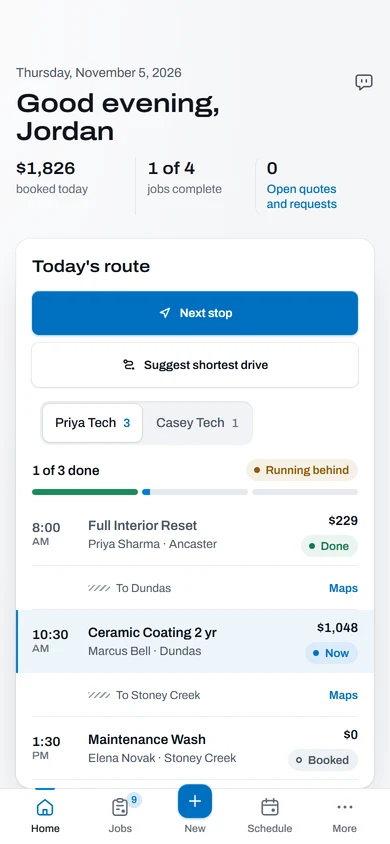 Thursday, November 5, 2026
Good evening,
Jordan
$1,826
booked today
1 of 4
jobs complete
0
Open quotes
and requests
Today's route
Next stop
Suggest shortest drive
Priya Tech 3
Casey Tech 1
1 of 3 done
Running behind
8:00
AM
Full Interior Reset
Priya Sharma · Ancaster
$229
Done
To Dundas
Maps
10:30
AM
Ceramic Coating 2 yr
Marcus Bell · Dundas
$1,048
Now
To Stoney Creek
Maps
1:30
PM
Maintenance Wash
Elena Novak · Stoney Creek
$0
Booked
Home
9
Jobs
New
Schedule
More